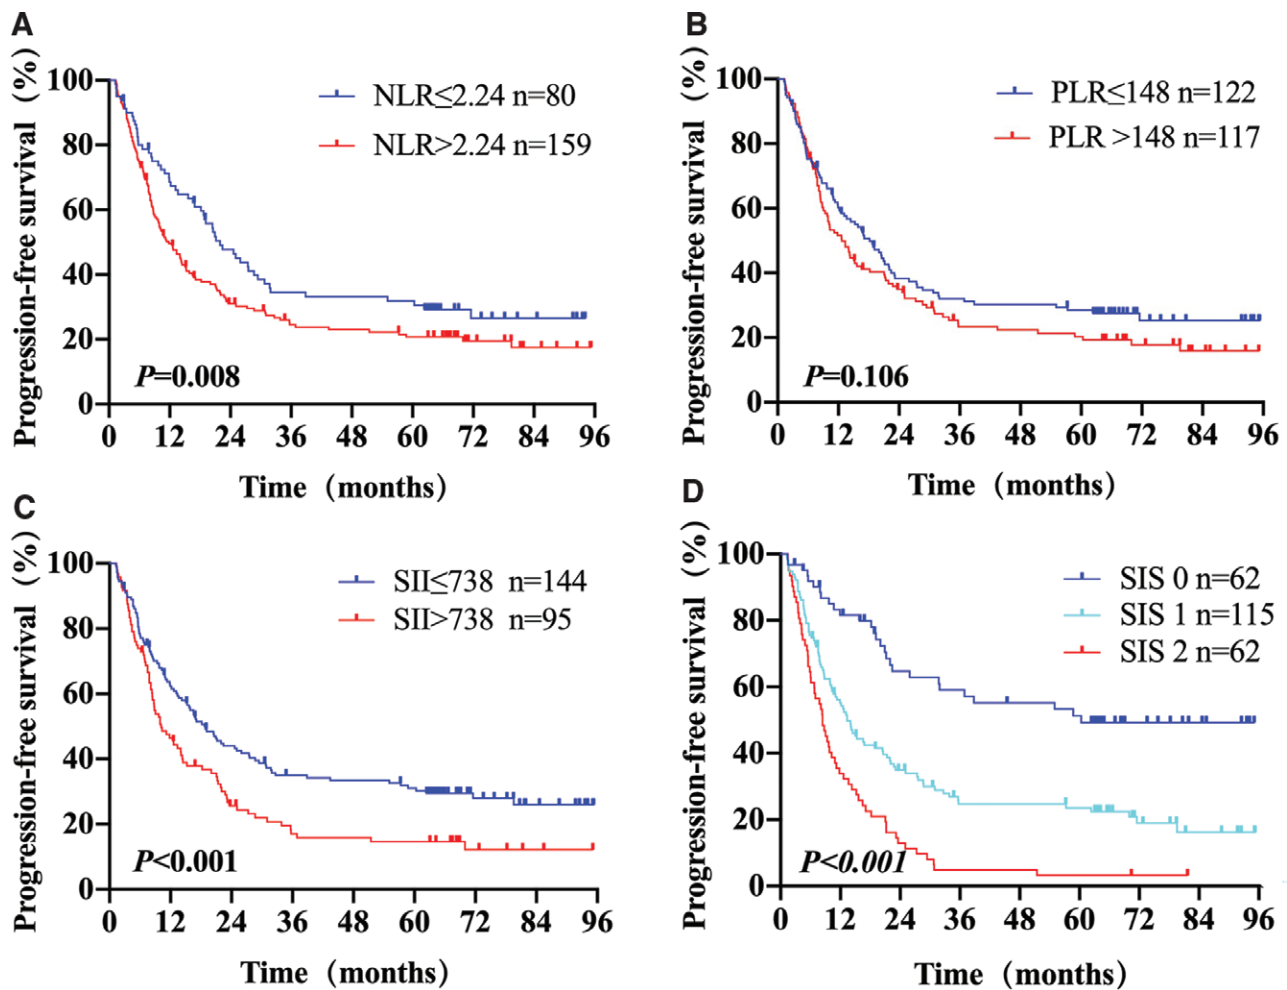 A
Progression-free survival (%)
100
80
60
40
20
0
NLR≤2.24 n=80
NLR>2.24 n=159
P=0.008
0 12 24 36 48 60 72 84 96
Time (months)
B
Progression-free survival (%)
100
80
60
40
20
0
PLR≤148 n=122
PLR >148 n=117
P=0.106
0 12 24 36 48 60 72 84 96
Time (months)
C
Progression-free survival (%)
100
80
60
40
20
0
SII≤738 n=144
SII>738 n=95
P<0.001
0 12 24 36 48 60 72 84 96
Time (months)
D
Progression-free survival (%)
100
80
60
40
20
0
SIS 0 n=62
SIS 1 n=115
SIS 2 n=62
P<0.001
0 12 24 36 48 60 72 84 96
Time (months)